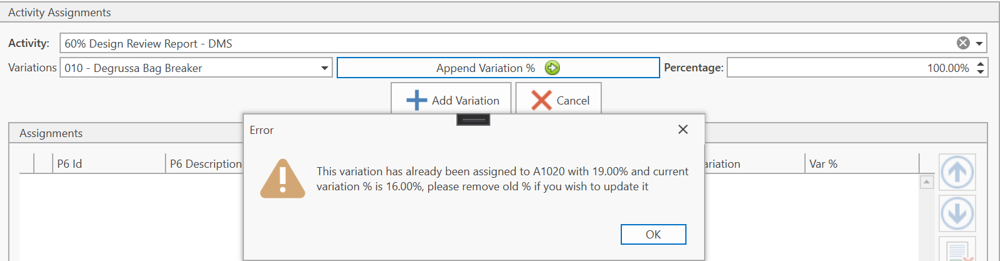 Activity Assignments
Activity: 60% Design Review Report - DMS
Variations 010 - Degrussa Bag Breaker Append Variation % Percentage: 100.00%
Add Variation Cancel
Error
Assignments
This variation has already been assigned to A1020 with 19.00% and current
variation % is 16.00%, please remove old % if you wish to update it
OK
P6 Id P6 Description ariation Var %